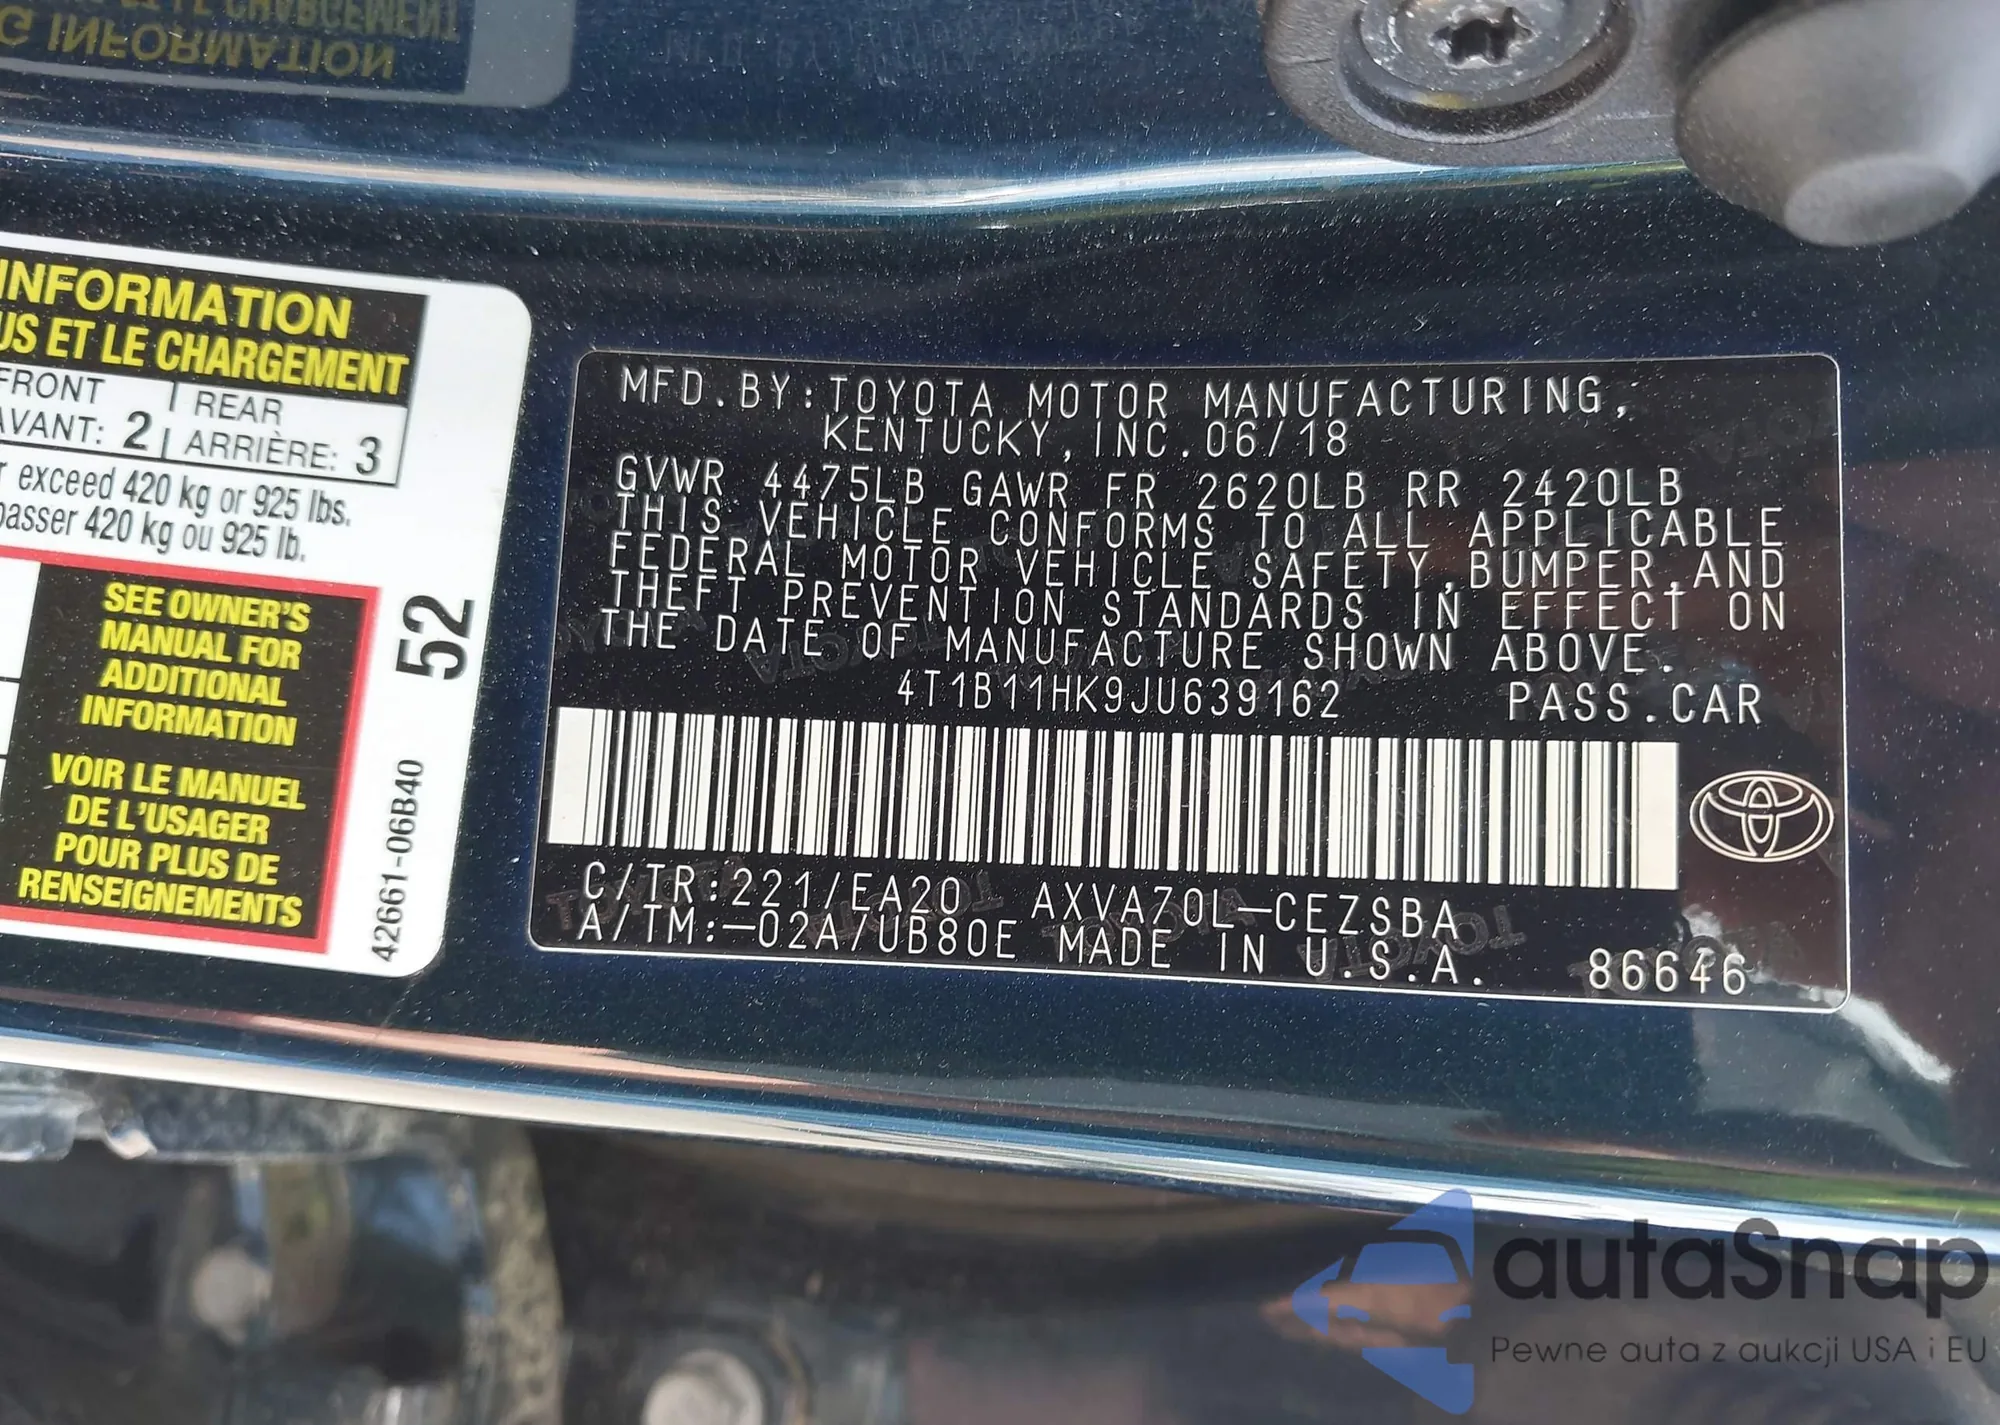 G INFORMATION
INFORMATION
US ET LE CHARGEMENT
FRONT
AVANT: 2
REAR
ARRIÈRE: 3
r exceed 420 kg or 925 lbs.
passer 420 kg ou 925 lb.
SEE OWNER'S
MANUAL FOR
ADDITIONAL
INFORMATION
VOIR LE MANUEL
DE L'USAGER
POUR PLUS DE
RENSEIGNEMENTS
52
42661-06B40
MFD.BY:TOYOTA MOTOR MANUFACTURING,
KENTUCKY,INC.06/18
GVWR 4475LB GAWR FR 2620LB RR 2420LB
THIS VEHICLE CONFORMS TO ALL APPLICABLE
FEDERAL MOTOR VEHICLE SAFETY,BUMPER,AND
THEFT PREVENTION STANDARDS IN EFFECT ON
THE DATE OF MANUFACTURE SHOWN ABOVE.
4T1B11HK9JU639162 PASS.CAR
C/TR:221/EA20 AXVA70L-CEZSBA
A/TM:-02A/UB80E MADE IN U.S.A. 86646
autaSnap
Pewne auta z aukcji USA i EU